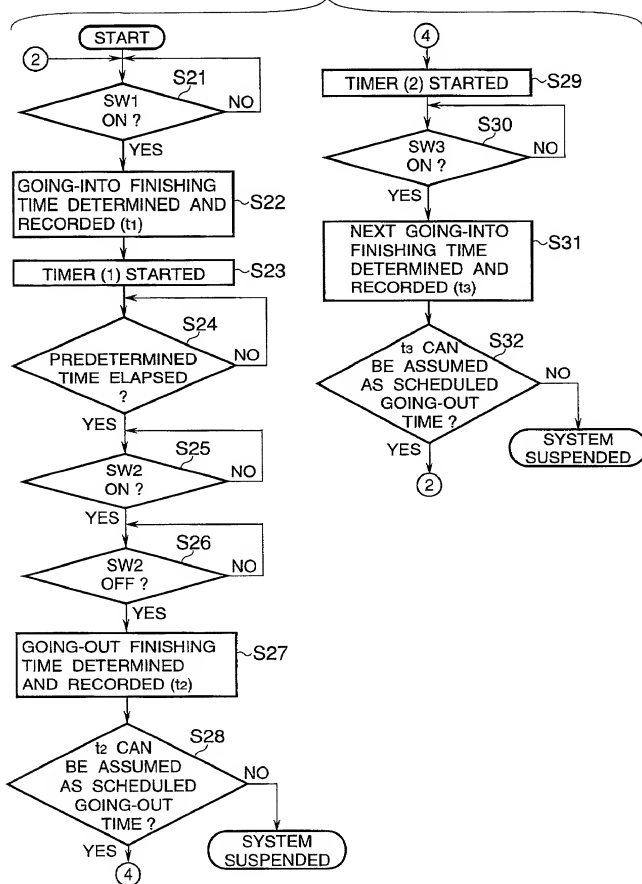 START
2
S21
SW1
ON ?
NO
YES
GOING-INTO FINISHING
TIME DETERMINED AND
RECORDED (t1)
S22
TIMER (1) STARTED
S23
S24
PREDETERMINED
TIME ELAPSED
?
NO
YES
S25
SW2
ON ?
NO
YES
S26
SW2
OFF ?
NO
YES
GOING-OUT FINISHING
TIME DETERMINED
AND RECORDED (t2)
S27
S28
t2 CAN
BE ASSUMED
AS SCHEDULED
GOING-OUT
TIME ?
NO
YES
SYSTEM
SUSPENDED
4
4
TIMER (2) STARTED
S29
S30
SW3
ON ?
NO
YES
NEXT GOING-INTO
FINISHING TIME
DETERMINED AND
RECORDED (t3)
S31
S32
t3 CAN
BE ASSUMED
AS SCHEDULED
GOING-OUT
TIME ?
NO
YES
SYSTEM
SUSPENDED
2